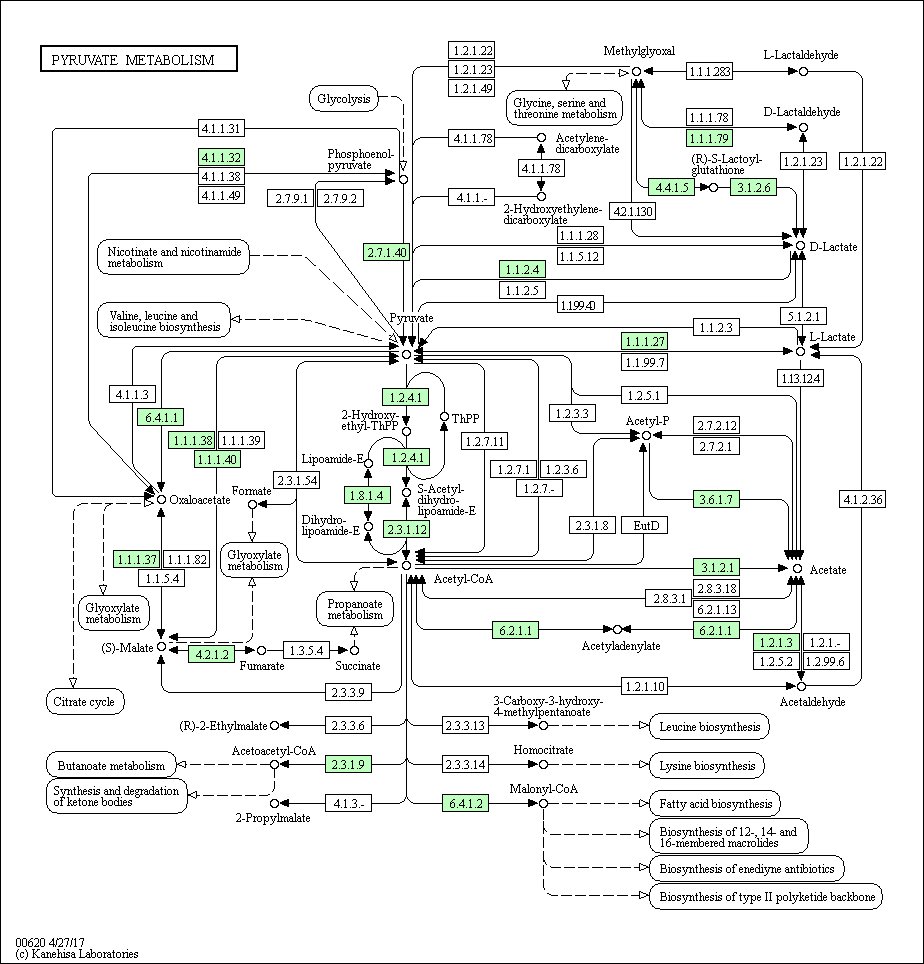 PYRUVATE METABOLISM
1.2.1.22
1.2.1.23
1.2.1.49
Methylglyoxal
1.1.1.283
L-Lactaldehyde
Glycolysis
Glycine, serine and
threonine metabolism
1.1.1.78
1.1.1.79
D-Lactaldehyde
4.1.1.31
4.1.1.32
4.1.1.38
4.1.1.49
Phosphoenol-
pyruvate
4.1.1.78
Acetylene-
dicarboxylate
4.1.1.78
(R)-S-Lactoyl-
glutathione
1.2.1.23
1.2.1.22
2.7.9.1
2.7.9.2
4.1.1.-
2-Hydroxyethylene-
dicarboxylate
4.4.1.5
3.1.2.6
4.2.1.130
Nicotinate and nicotinamide
metabolism
2.7.1.40
1.1.1.28
1.1.5.12
D-Lactate
1.1.2.4
1.1.2.5
1.1.99.40
Valine, leucine and
isoleucine biosynthesis
Pyruvate
5.1.2.1
1.1.2.3
L-Lactate
1.1.1.27
1.1.99.7
1.13.12.4
4.1.1.3
6.4.1.1
1.1.1.38
1.1.1.39
1.1.1.40
1.2.4.1
2-Hydroxy-
ethyl-ThPP
ThPP
1.2.5.1
1.2.3.3
Acetyl-P
2.7.2.12
2.7.2.1
1.2.7.11
Lipoamide-E
1.2.4.1
1.2.7.1
1.2.3.6
1.2.7.-
2.3.1.54
Formate
Oxaloacetate
1.8.1.4
S-Acetyl-
dihydro-
lipoamide-E
3.6.1.7
4.1.2.36
Dihydro-
lipoamide-E
2.3.1.12
2.3.1.8
EutD
1.1.1.37
1.1.1.82
1.1.5.4
Glyoxylate
metabolism
Acetyl-CoA
3.1.2.1
Acetate
2.8.3.18
2.8.3.1
6.2.1.13
Glyoxylate
metabolism
Propanoate
metabolism
6.2.1.1
Acetyladenylate
6.2.1.1
(S)-Malate
4.2.1.2
Fumarate
1.3.5.4
Succinate
1.2.1.3
1.2.1.-
1.2.5.2
1.2.99.6
Citrate cycle
2.3.3.9
1.2.1.10
Acetaldehyde
(R)-2-Ethylmalate
2.3.3.6
2.3.3.13
3-Carboxy-3-hydroxy-
4-methylpentanoate
Leucine biosynthesis
Butanoate metabolism
Acetoacetyl-CoA
2.3.1.9
2.3.3.14
Homocitrate
Lysine biosynthesis
Synthesis and degradation
of ketone bodies
2-Propylmalate
4.1.3.-
6.4.1.2
Malonyl-CoA
Fatty acid biosynthesis
Biosynthesis of 12-, 14- and
16-membered macrolides
Biosynthesis of enediyne antibiotics
Biosynthesis of type II polyketide backbone
00620 4/27/17
(c) Kanehisa Laboratories